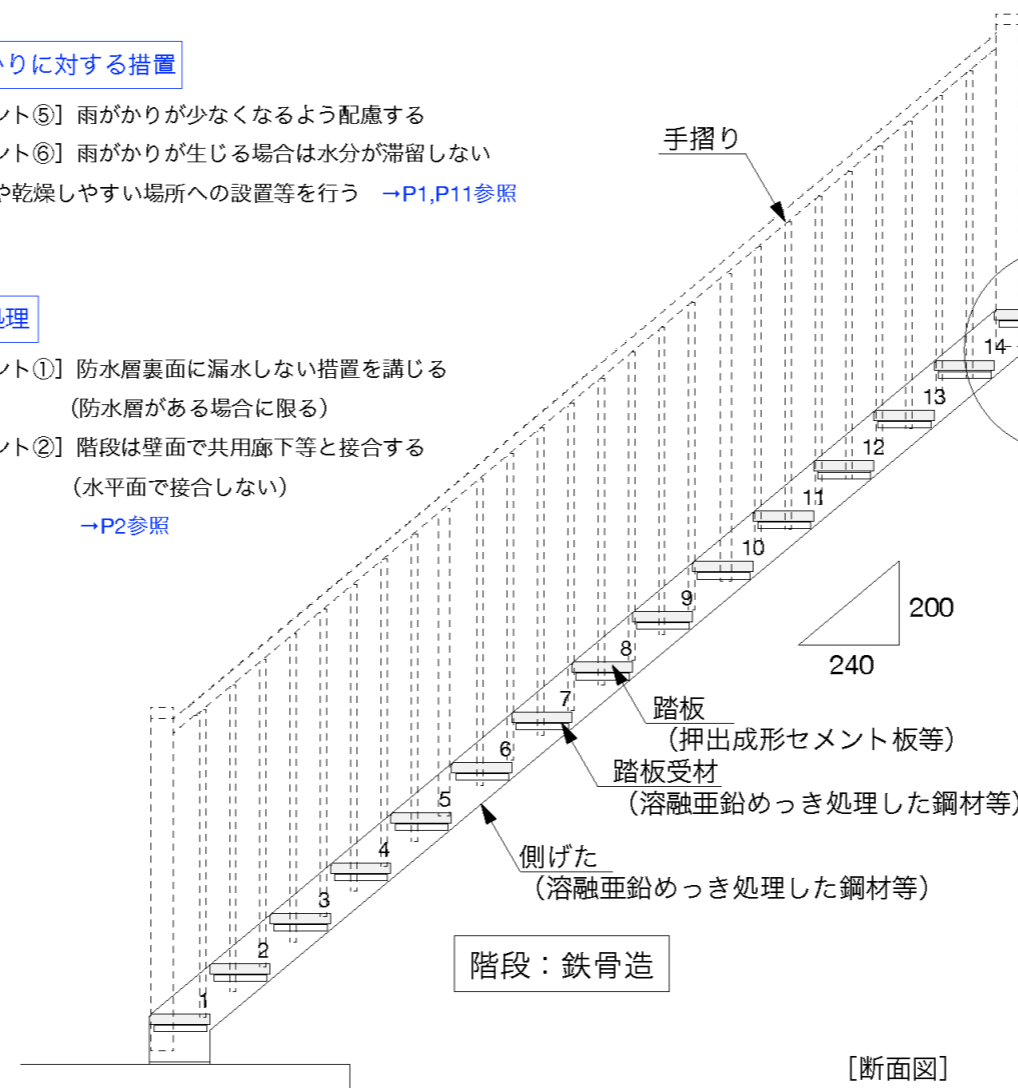 かりに対する措置
ント⑤］雨がかりが少なくなるよう配慮する
ント⑥］雨がかりが生じる場合は水分が滞留しない
や乾燥しやすい場所への設置等を行う →P1,P11参照
処理
ント①］防水層裏面に漏水しない措置を講じる
（防水層がある場合に限る）
ント②］階段は壁面で共用廊下等と接合する
（水平面で接合しない）
→P2参照
手摺り
14
13
12
11
10
9
8
7
6
5
4
3
2
1
200
240
踏板
（押出成形セメント板等）
踏板受材
（溶融亜鉛めっき処理した鋼材等）
側げた
（溶融亜鉛めっき処理した鋼材等）
階段：鉄骨造
［断面図］